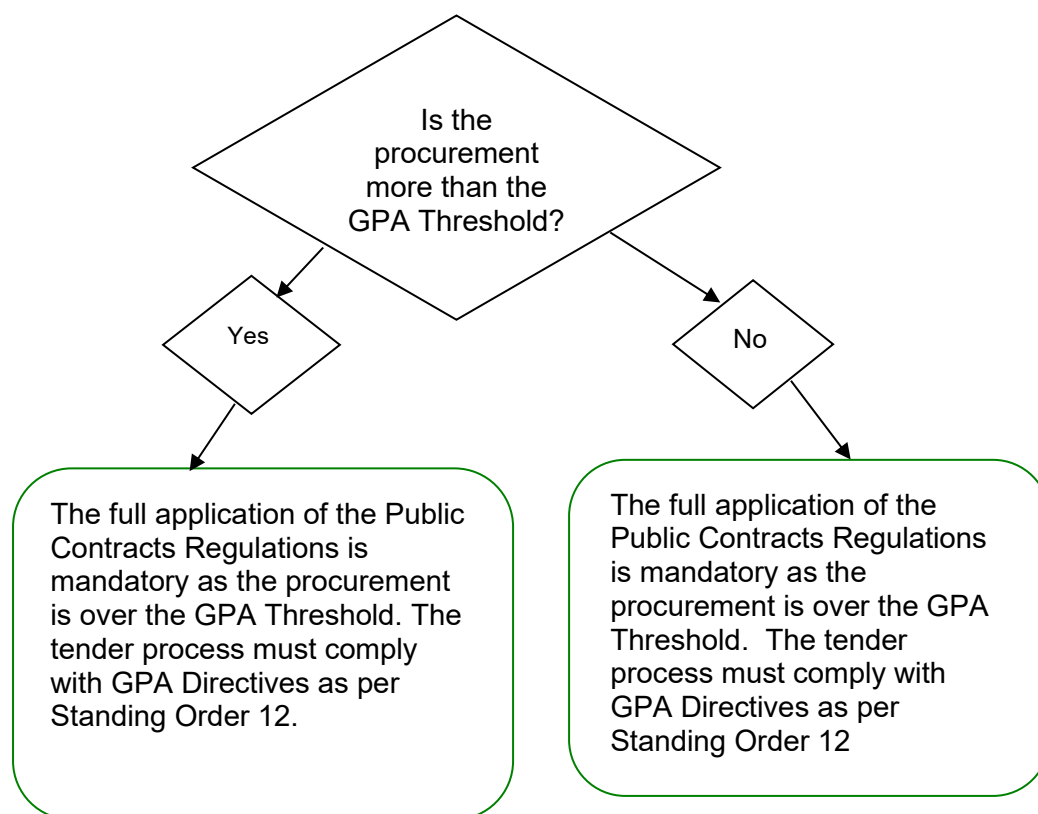 Is the
procurement
more than the
GPA Threshold?
Yes
No
The full application of the Public
Contracts Regulations is
mandatory as the procurement
is over the GPA Threshold. The
tender process must comply
with GPA Directives as per
Standing Order 12.
The full application of the
Public Contracts Regulations
is mandatory as the
procurement is over the GPA
Threshold.  The tender
process must comply with
GPA Directives as per
Standing Order 12